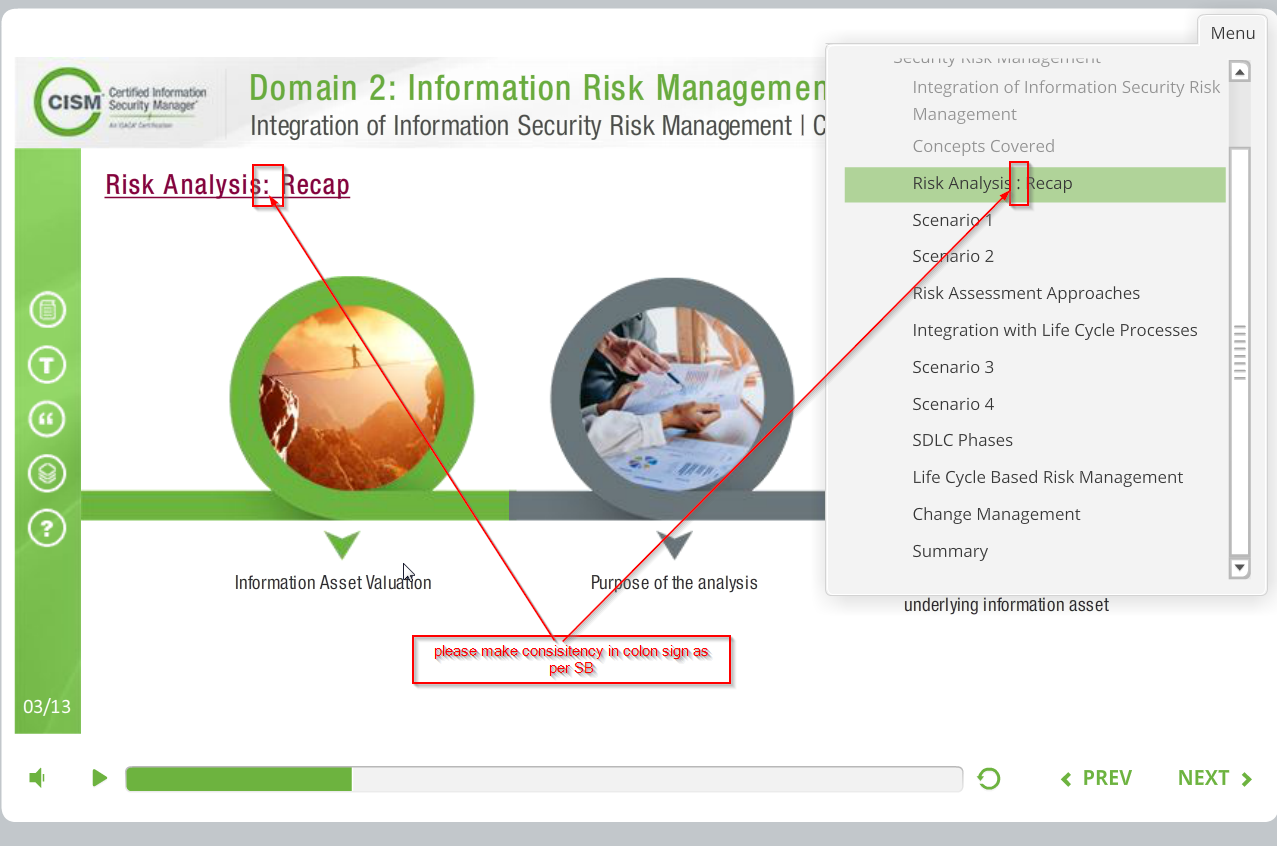 Menu
Security Risk Management
Integration of Information Security Risk
Management
Concepts Covered
Risk Analysis : Recap
Scenario 1
Scenario 2
Risk Assessment Approaches
Integration with Life Cycle Processes
Scenario 3
Scenario 4
SDLC Phases
Life Cycle Based Risk Management
Change Management
Summary
CISM
Certified Information
Security Manager
An ISACA Certification
Domain 2: Information Risk Managemen
Integration of Information Security Risk Management | C
Risk Analysis: Recap
T
“
?
Information Asset Valuation
Purpose of the analysis
underlying information asset
please make consisitency in colon sign as
per SB
03/13
PREV
NEXT